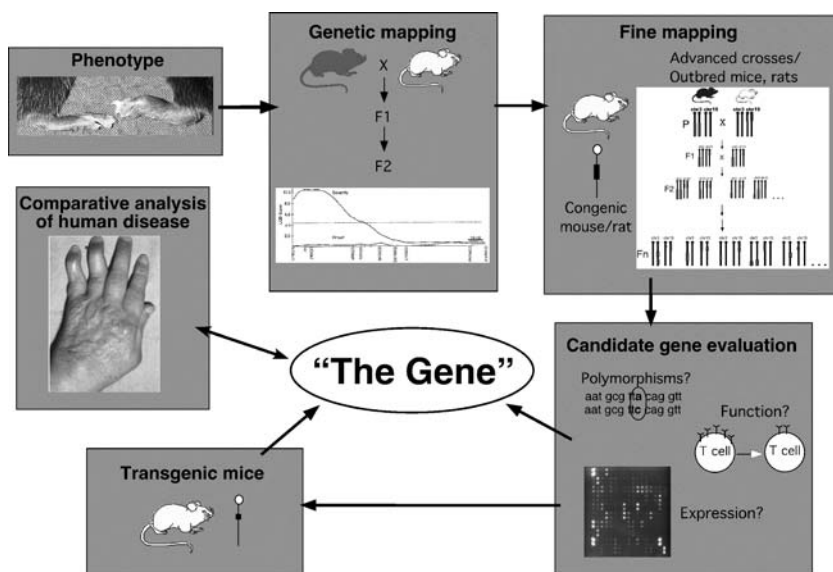 Phenotype
Genetic mapping
X
F1
F2
Fine mapping
Advanced crosses/
Outbred mice, rats
P
X
F1
X
F2
...
Fn
...
Congenic
mouse/rat
Comparative analysis
of human disease
“The Gene”
Candidate gene evaluation
Polymorphisms?
aat gcg tta cag gtt
aat gcg ttc cag gtt
Function?
T cell
T cell
Expression?
Transgenic mice